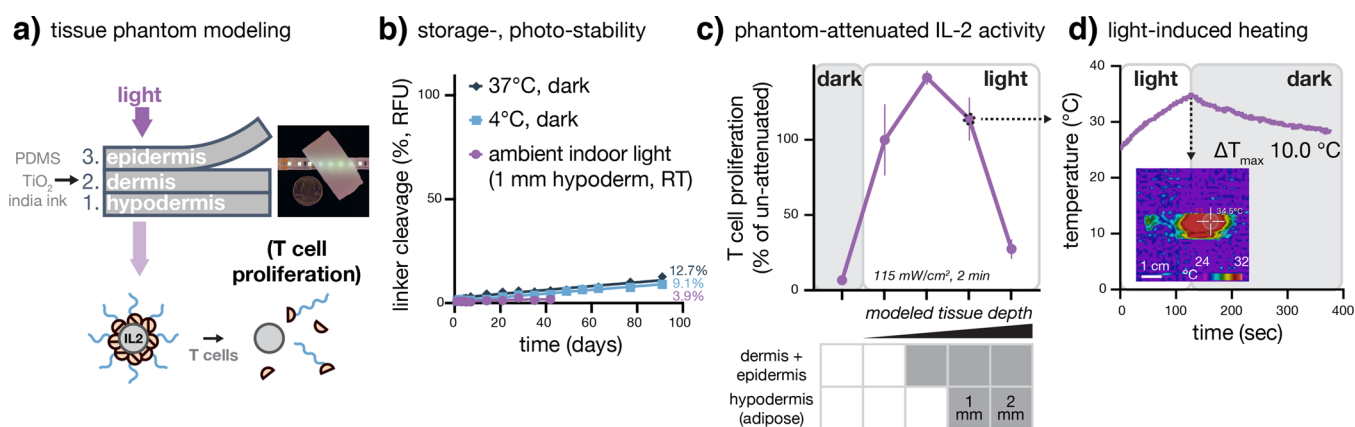 a) tissue phantom modeling
light
PDMS
TiO2
india ink
3. epidermis
2. dermis
1. hypodermis
(T cell
proliferation)
IL2
T cells
b) storage-, photo-stability
linker cleavage (%, RFU)
100
50
0
37°C, dark
4°C, dark
ambient indoor light
(1 mm hypoderm, RT)
12.7%
9.1%
3.9%
0 20 40 60 80 100
time (days)
c) phantom-attenuated IL-2 activity
T cell proliferation
(% of un-attenuated)
dark
light
100
50
0
115 mW/cm², 2 min
modeled tissue depth
dermis +
epidermis
hypodermis
(adipose)
1
mm
2
mm
d) light-induced heating
temperature (°C)
40
30
20
10
0
light
dark
ΔTmax 10.0 °C
34.5°C
1 cm
24
32
°C
0 100 200 300 400
time (sec)